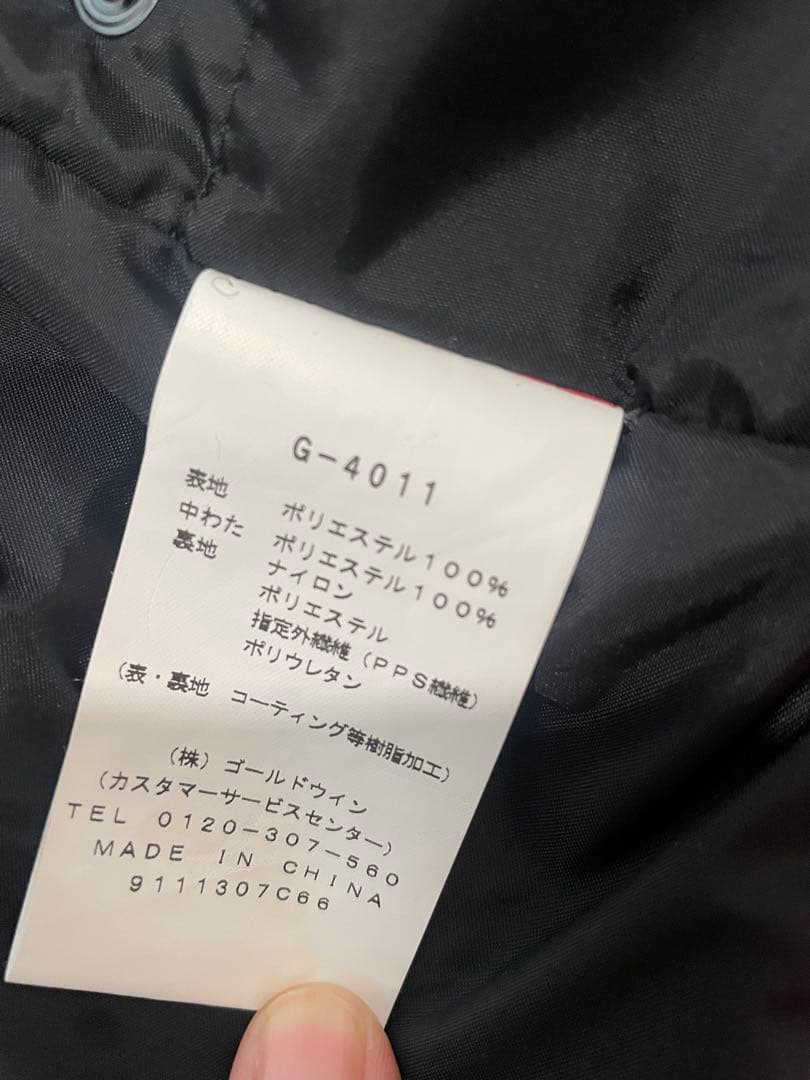 G-4011
表地 ポリエステル100%
中わた ポリエステル100%
裏地 ナイロン
ポリエステル
指定外繊維(PPS繊維)
ポリウレタン
(表・裏地 コーティング等樹脂加工)
(株)ゴールドウイン
(カスタマーサービスセンター)
TEL 0120-307-560
MADE IN CHINA
9111307C66